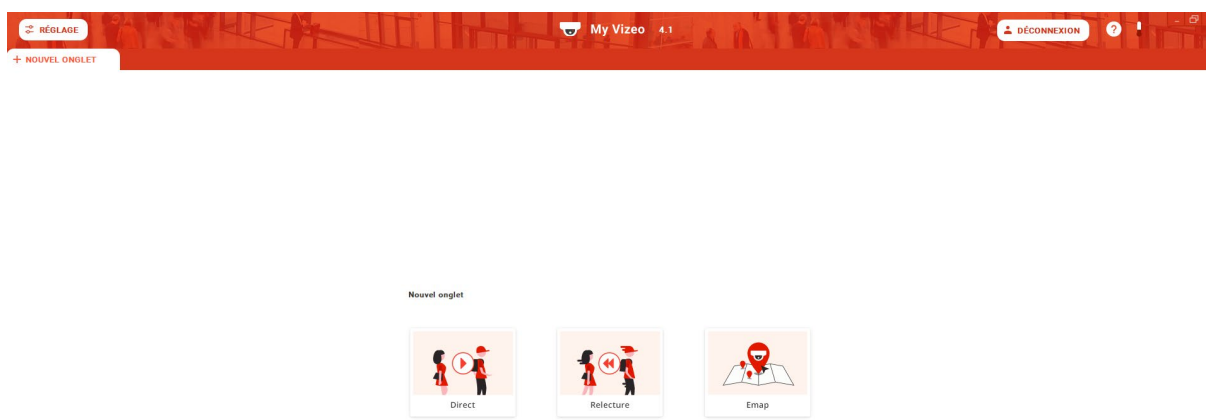 RÉGLAGE
My Vizeo 4.1
DÉCONNEXION
?
+ NOUVEL ONGLET
Nouvel onglet
Direct
Relecture
Emap